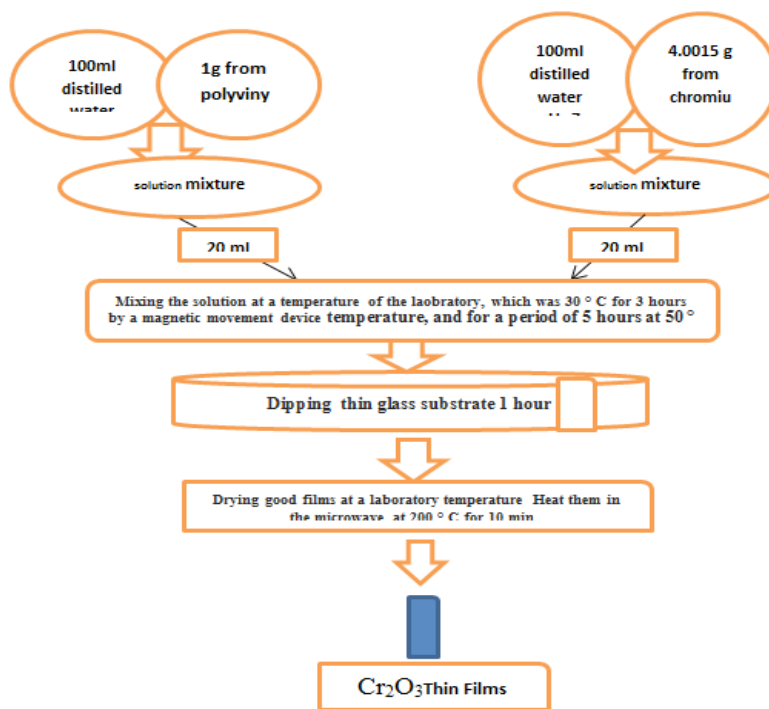 100ml
distilled
water
1g from
polyviny
100ml
distilled
water
4.0015 g
from
chromiu
solution mixture
solution mixture
20 ml
20 ml
Mixing the solution at a temperature of the laobratory, which was 30 ° C for 3 hours
by a magnetic movement device temperature, and for a period of 5 hours at 50 °
Dipping thin glass substrate 1 hour
Drying good films at a laboratory temperature Heat them in
the microwave at 200 ° C for 10 min
Cr₂O₃Thin Films